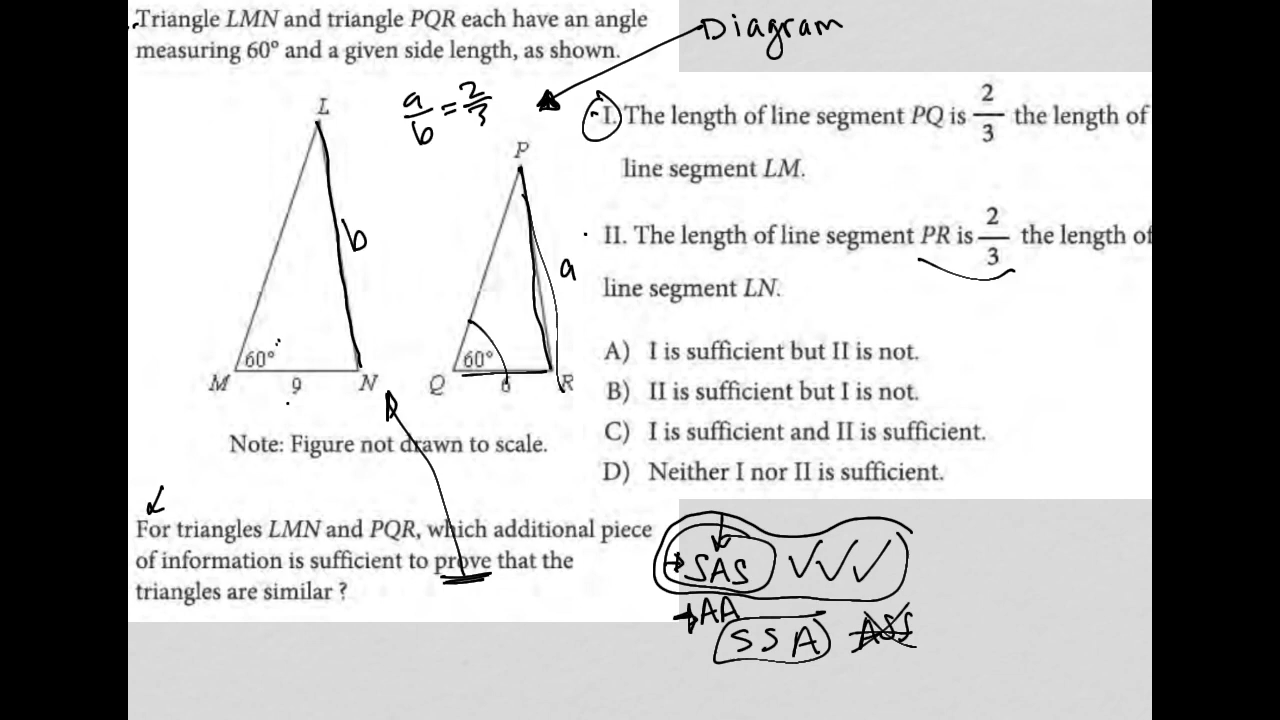 Triangle LMN and triangle PQR each have an angle
measuring 60° and a given side length, as shown.
Diagram
a/b = 2/3
L
P
b
a
60°
60°
M
9
N
Q
6
R
Note: Figure not drawn to scale.
For triangles LMN and PQR, which additional piece
of information is sufficient to prove that the
triangles are similar ?
I. The length of line segment PQ is 2/3 the length of
line segment LM.
II. The length of line segment PR is 2/3 the length of
line segment LN.
A) I is sufficient but II is not.
B) II is sufficient but I is not.
C) I is sufficient and II is sufficient.
D) Neither I nor II is sufficient.
SAS ✓✓✓
AA
SSA ASS